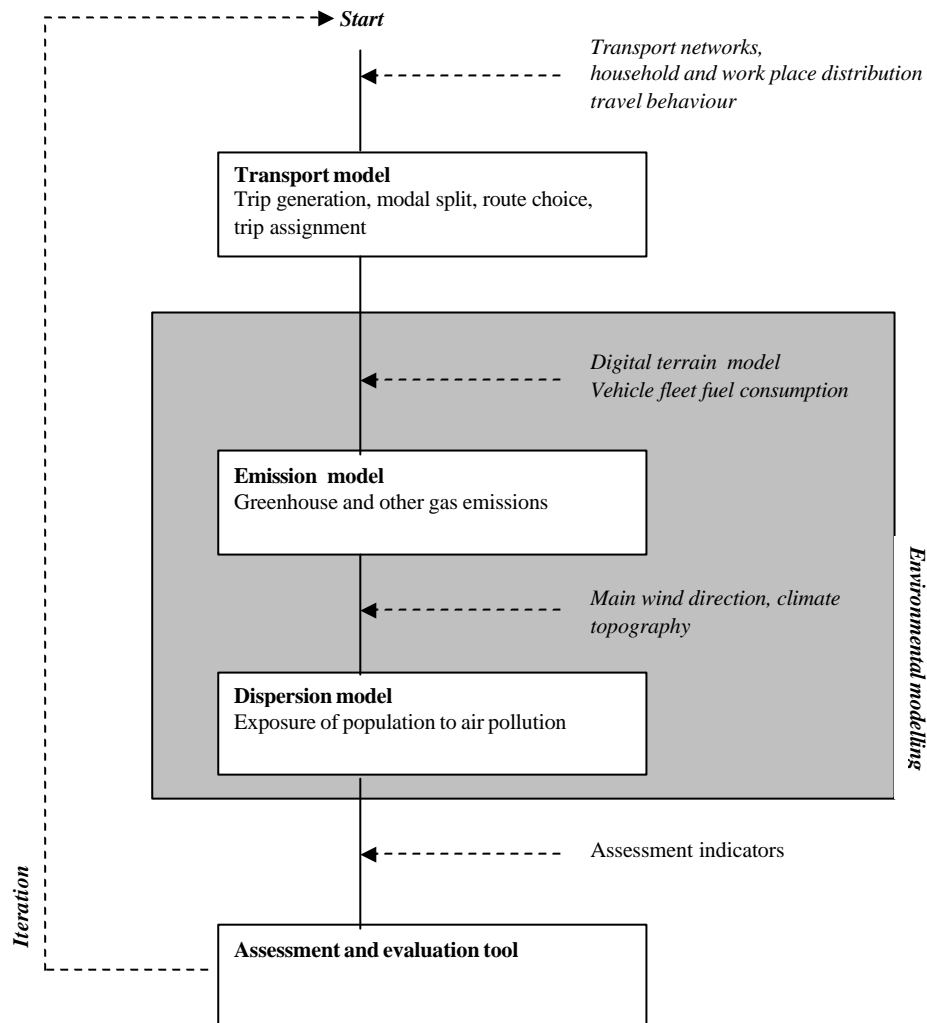 Start
Transport networks,
household and work place distribution
travel behaviour
Transport model
Trip generation, modal split, route choice,
trip assignment
Digital terrain model
Vehicle fleet fuel consumption
Emission model
Greenhouse and other gas emissions
Main wind direction, climate
topography
Dispersion model
Exposure of population to air pollution
Environmental modelling
Assessment indicators
Iteration
Assessment and evaluation tool